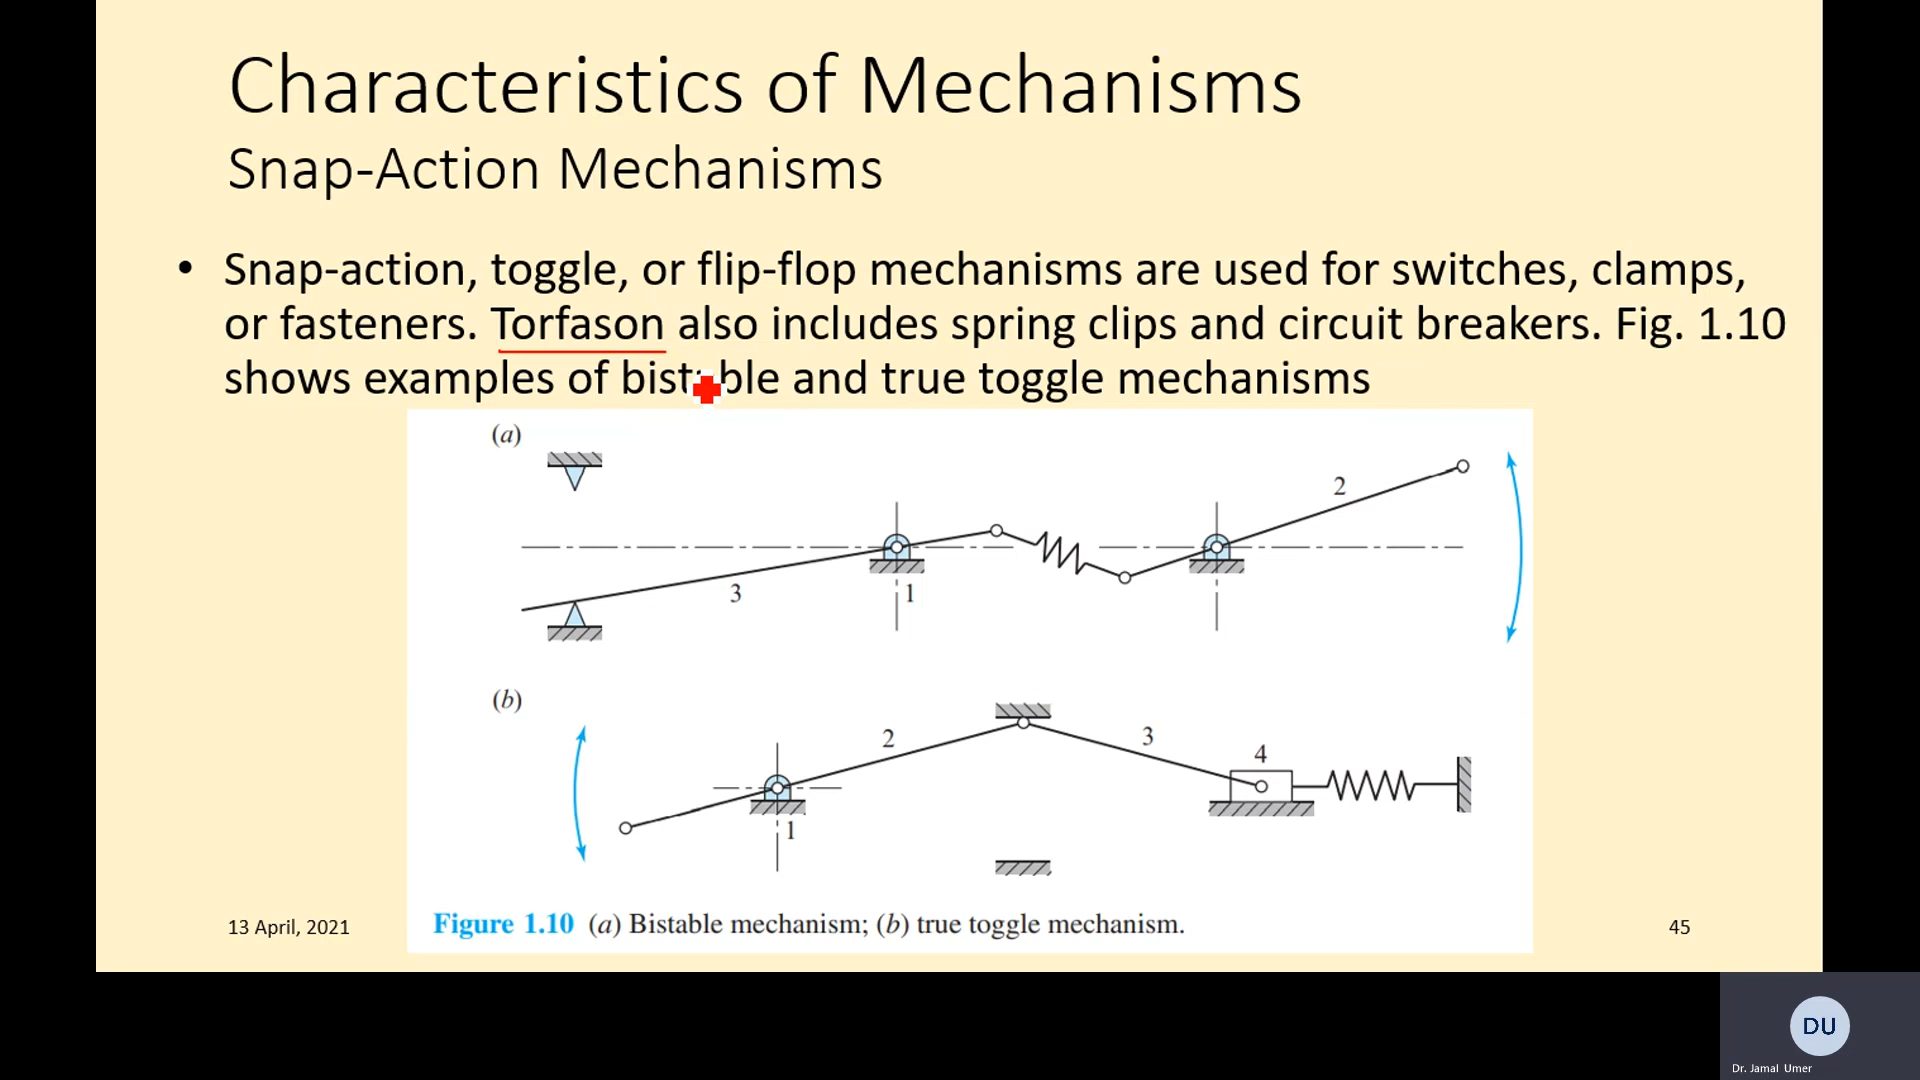 Characteristics of Mechanisms
Snap-Action Mechanisms
• Snap-action, toggle, or flip-flop mechanisms are used for switches, clamps,
or fasteners. Torfason also includes spring clips and circuit breakers. Fig. 1.10
shows examples of bistable and true toggle mechanisms
(a)
2
3
1
(b)
2
3
4
1
Figure 1.10 (a) Bistable mechanism; (b) true toggle mechanism.
13 April, 2021
45
DU
Dr. Jamal Umer